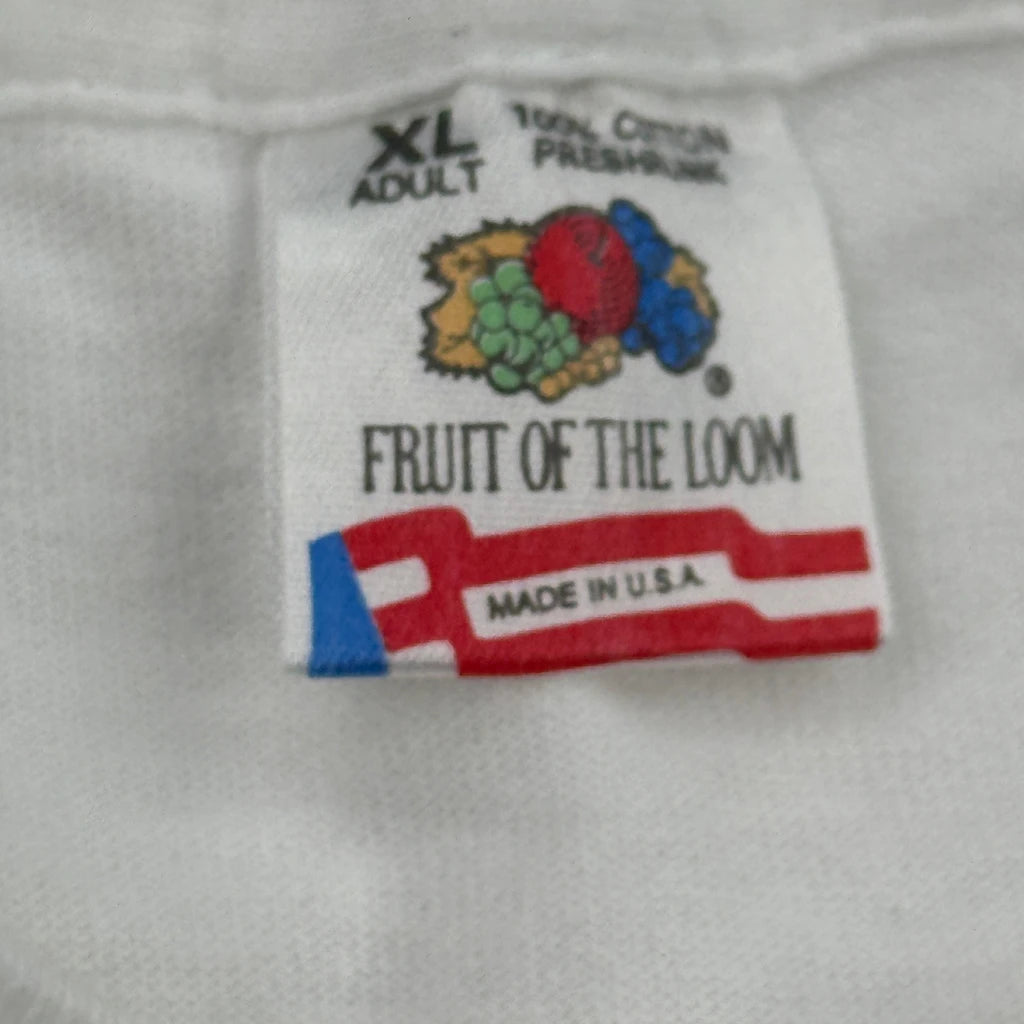 XL
ADULT
100% COTTON
PRESHRUNK
®
FRUIT OF THE LOOM
MADE IN U.S.A.